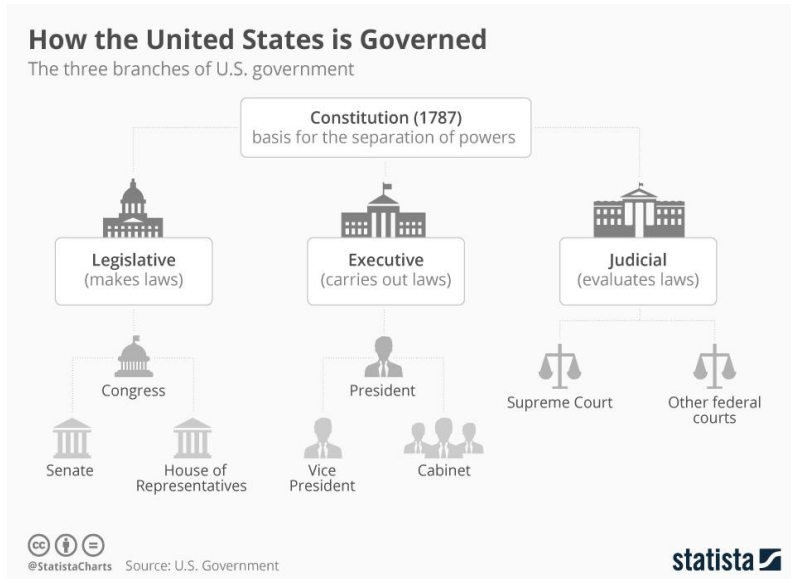 How the United States is Governed
The three branches of U.S. government
Constitution (1787)
basis for the separation of powers
Legislative
(makes laws)
Executive
(carries out laws)
Judicial
(evaluates laws)
Congress
President
Supreme Court
Other federal
courts
Senate
House of
Representatives
Vice
President
Cabinet
cc
@StatistaCharts Source: U.S. Government
statista